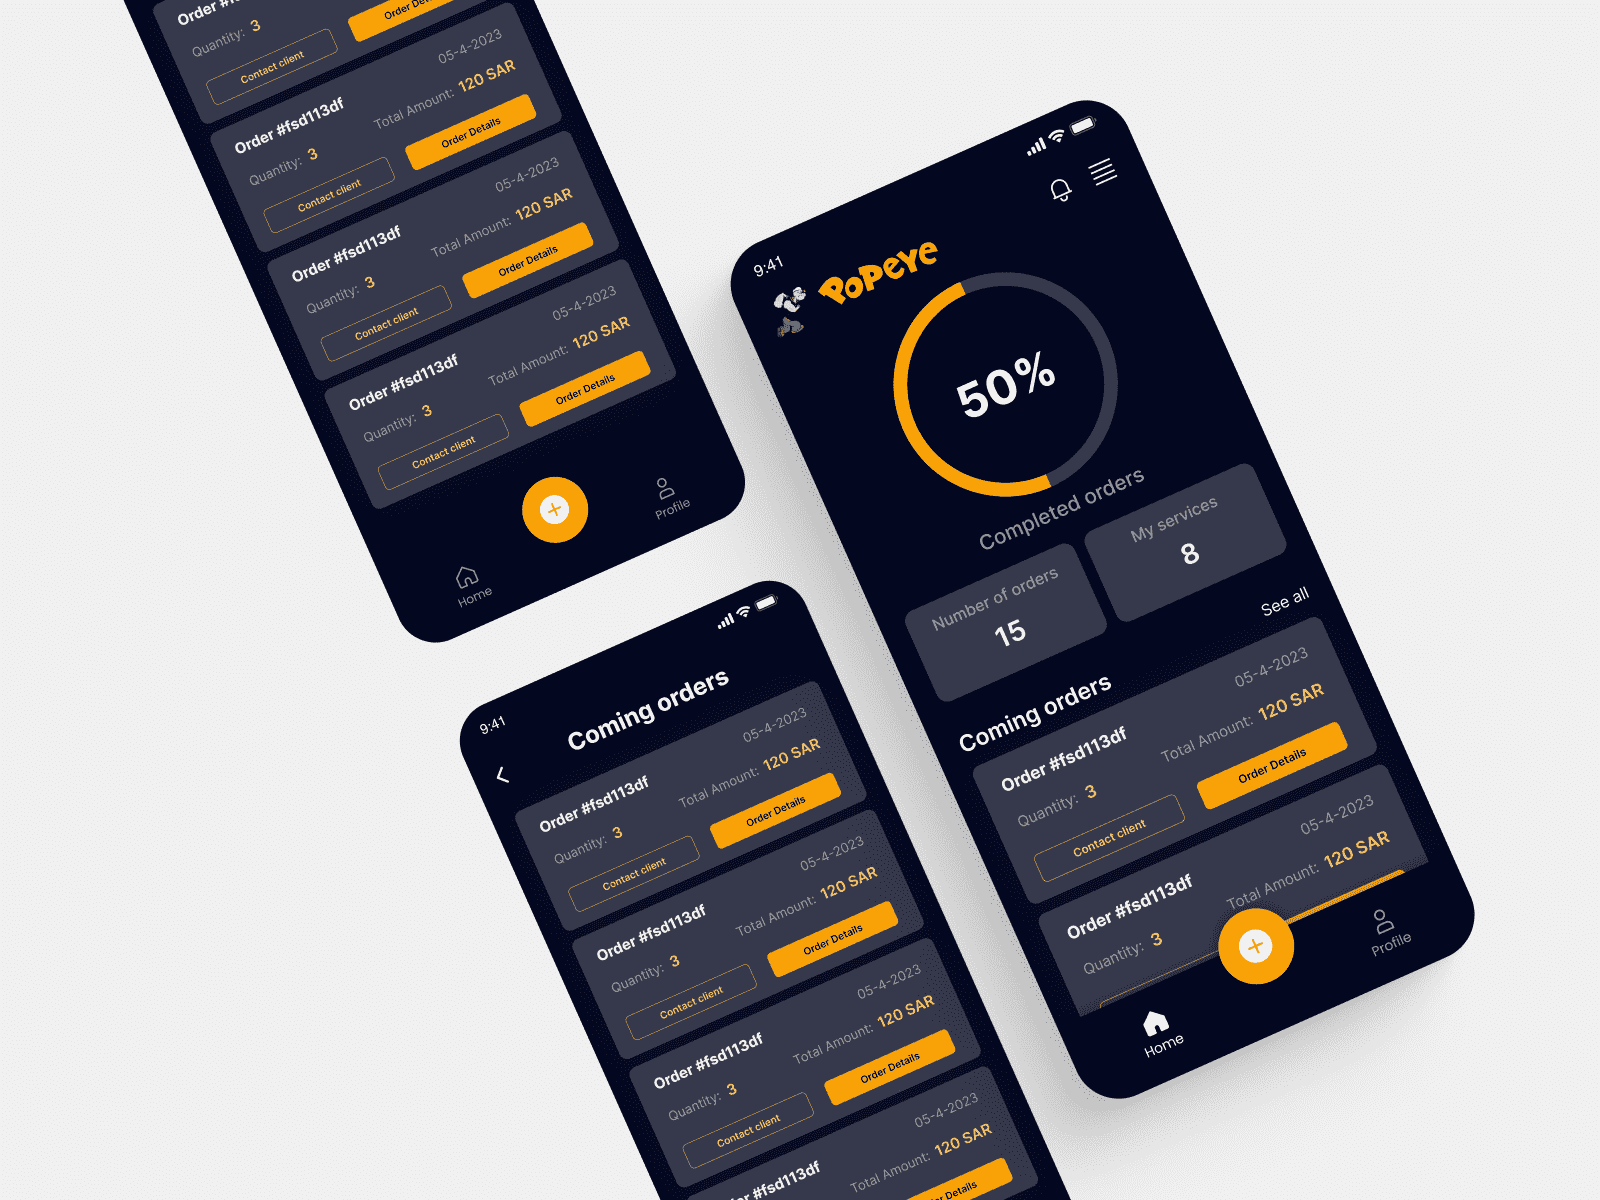 Order
Quantity: 3
Contact client
05-4-2023
Order #fsd113df
Total Amount: 120 SAR
Quantity: 3
Contact client
Order Details
05-4-2023
Order #fsd113df
Total Amount: 120 SAR
Quantity: 3
Contact client
Order Details
05-4-2023
Order #fsd113df
Total Amount: 120 SAR
Quantity: 3
Contact client
Order Details
Home
Profile
9:41
Coming orders
05-4-2023
Order #fsd113df
Total Amount: 120 SAR
Quantity: 3
Contact client
Order Details
05-4-2023
Order #fsd113df
Total Amount: 120 SAR
Quantity: 3
Contact client
Order Details
05-4-2023
Order #fsd113df
Total Amount: 120 SAR
Quantity: 3
Contact client
Order Details
05-4-2023
#fsd113df
Total Amount: 120 SAR
Details
9:41
POPEYE
50%
Completed orders
Number of orders
15
My services
8
Coming orders
See all
05-4-2023
Order #fsd113df
Total Amount: 120 SAR
Quantity: 3
Contact client
Order Details
05-4-2023
Order #fsd113df
Total Amount: 120 SAR
Quantity: 3
Home
Profile